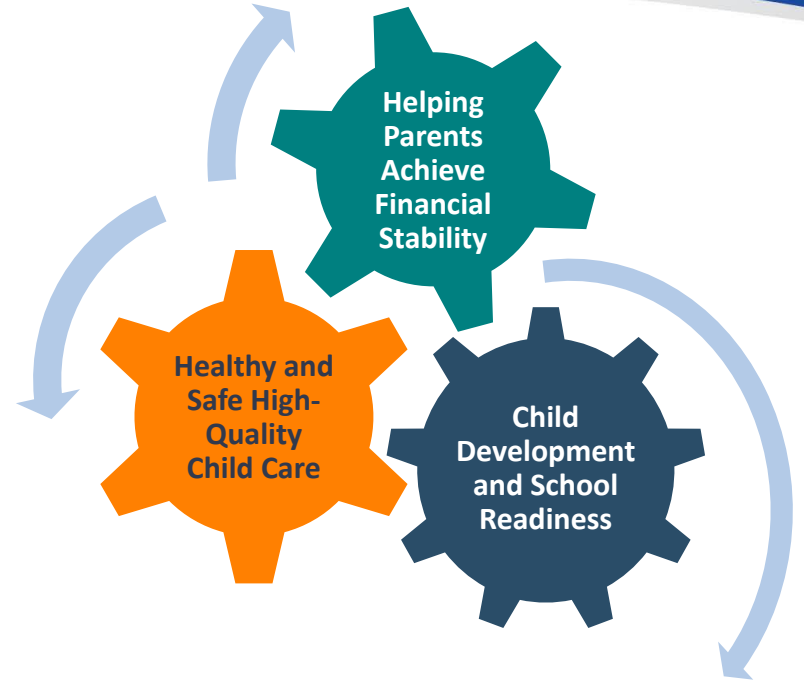 Helping
Parents
Achieve
Financial
Stability
Healthy and
Safe High-
Quality
Child Care
Child
Development
and School
Readiness